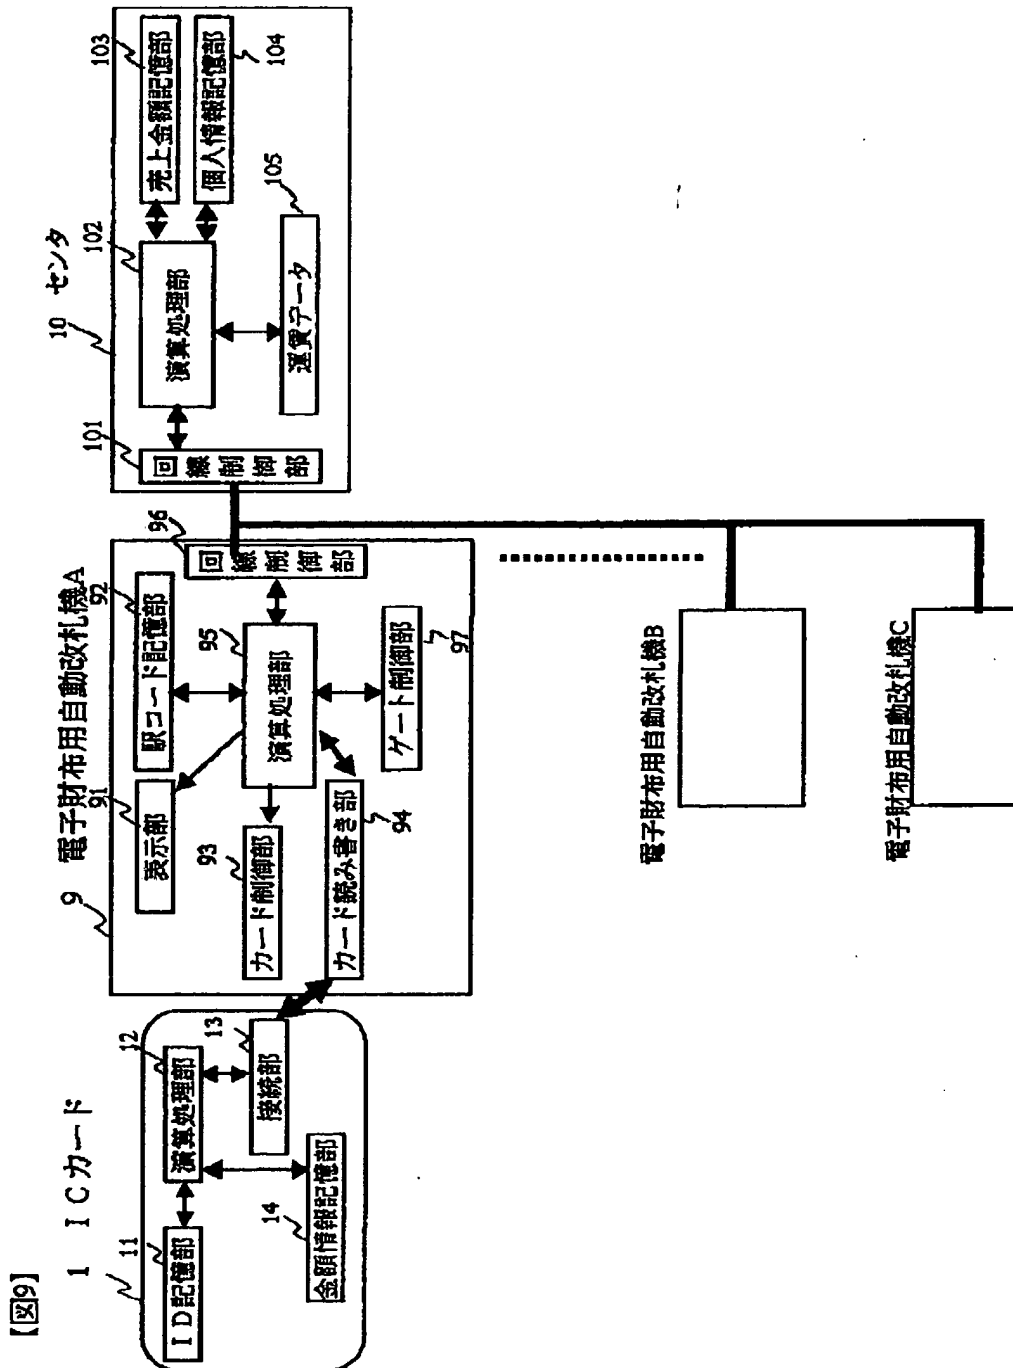 【図9】
1 ICカード
11
ID記憶部
12
演算処理部
13
接続部
14
金額情報記憶部
9 電子財布用自動改札機A
91
表示部
92
駅コード記憶部
93
カード制御部
94
カード読み書き部
95
演算処理部
96
回線制御部
97
ゲート制御部
10 センタ
101
回線制御部
102
演算処理部
103
売上金額記憶部
104
個人情報記憶部
105
運賃データ
電子財布用自動改札機B
電子財布用自動改札機C